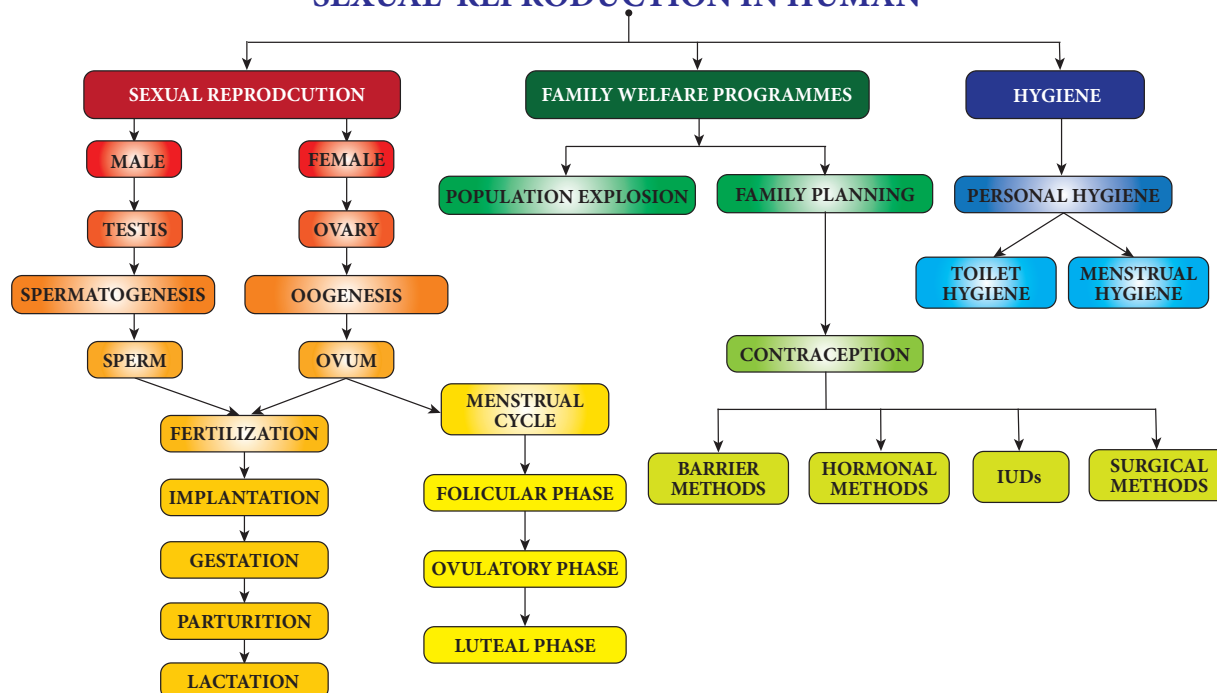 SEXUAL REPRODUCTION IN HUMAN
SEXUAL REPRODCUTION
FAMILY WELFARE PROGRAMMES
HYGIENE
MALE
FEMALE
POPULATION EXPLOSION
FAMILY PLANNING
PERSONAL HYGIENE
TESTIS
OVARY
TOILET
HYGIENE
MENSTRUAL
HYGIENE
SPERMATOGENESIS
OOGENESIS
SPERM
OVUM
CONTRACEPTION
MENSTRUAL
CYCLE
FERTILIZATION
BARRIER
METHODS
HORMONAL
METHODS
IUDs
SURGICAL
METHODS
IMPLANTATION
FOLICULAR PHASE
GESTATION
OVULATORY PHASE
PARTURITION
LUTEAL PHASE
LACTATION